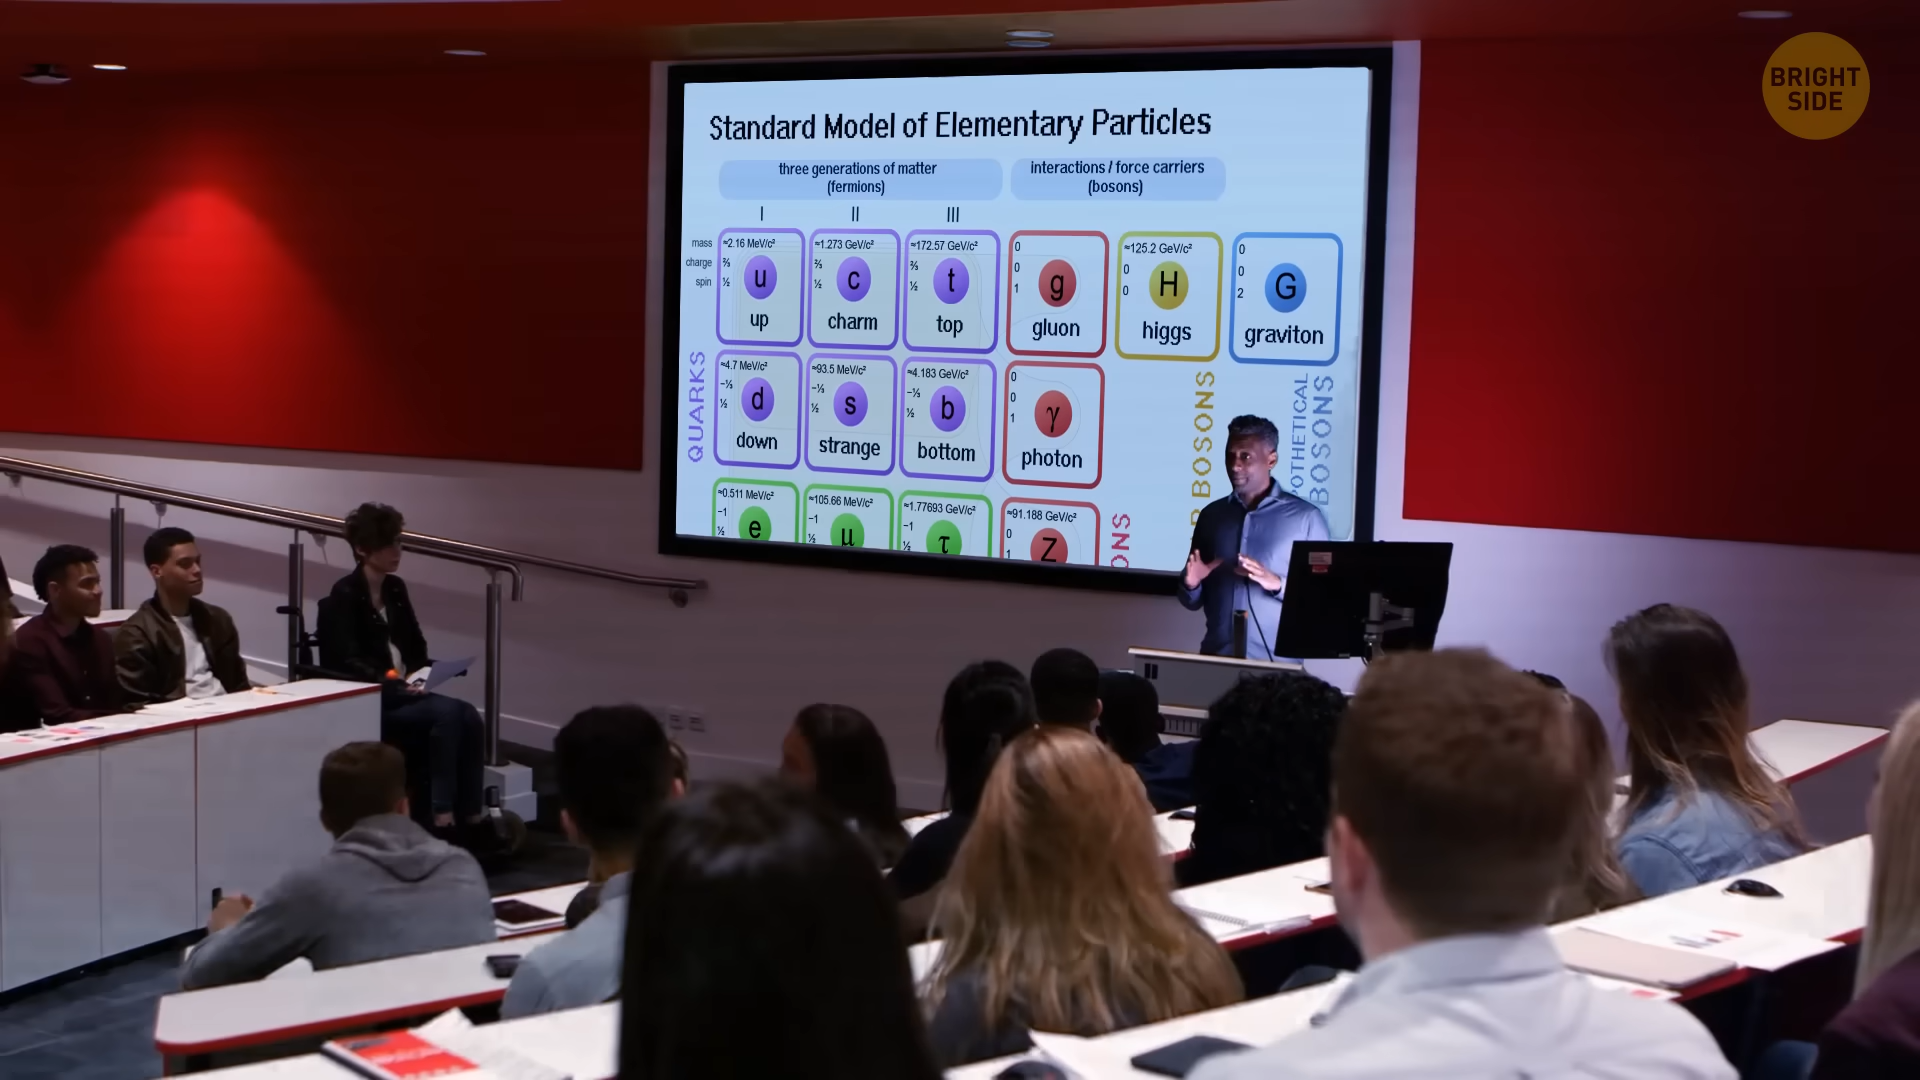 BRIGHT
SIDE
Standard Model of Elementary Particles
three generations of matter
(fermions)
interactions / force carriers
(bosons)
I II III
mass
charge
spin
≈2.16 MeV/c²
⅔
½
u
up
≈1.273 GeV/c²
⅔
½
c
charm
≈172.57 GeV/c²
⅔
½
t
top
0
0
1
g
gluon
≈125.2 GeV/c²
0
0
H
higgs
0
0
2
G
graviton
QUARKS
≈4.7 MeV/c²
−⅓
½
d
down
≈93.5 MeV/c²
−⅓
½
s
strange
≈4.183 GeV/c²
−⅓
½
b
bottom
0
0
1
γ
photon
BOSONS
POTHETICAL
BOSONS
≈0.511 MeV/c²
−1
½
e
≈105.66 MeV/c²
−1
½
μ
≈1.77693 GeV/c²
−1
½
τ
≈91.188 GeV/c²
0
1
Z
ONS